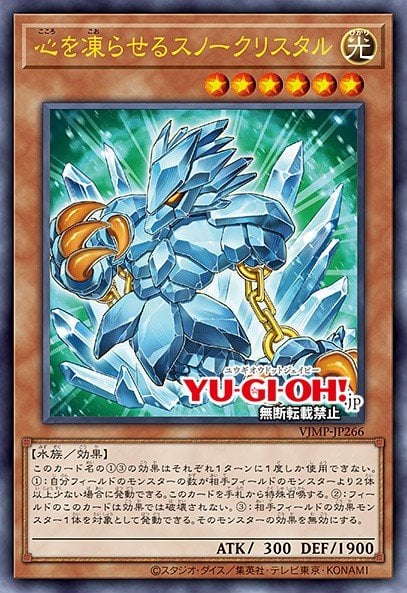 こころ こお
心を凍らせるスノークリスタル
ひかり
光
ユウギオウドットジェイピー
YU-GI-OH!.jp
無断転載禁止
VJMP-JP266
【水族／効果】
このカード名の①③の効果はそれぞれ1ターンに1度しか使用できない。
①：自分フィールドのモンスターの数が相手フィールドのモンスターより2体
以上少ない場合に発動できる。このカードを手札から特殊召喚する。②：フィー
ルドのこのカードは効果では破壊されない。③：相手フィールドの効果モンス
ター1体を対象として発動できる。そのモンスターの効果を無効にする。
ATK/ 300 DEF/1900
©スタジオ・ダイス／集英社・テレビ東京・KONAMI